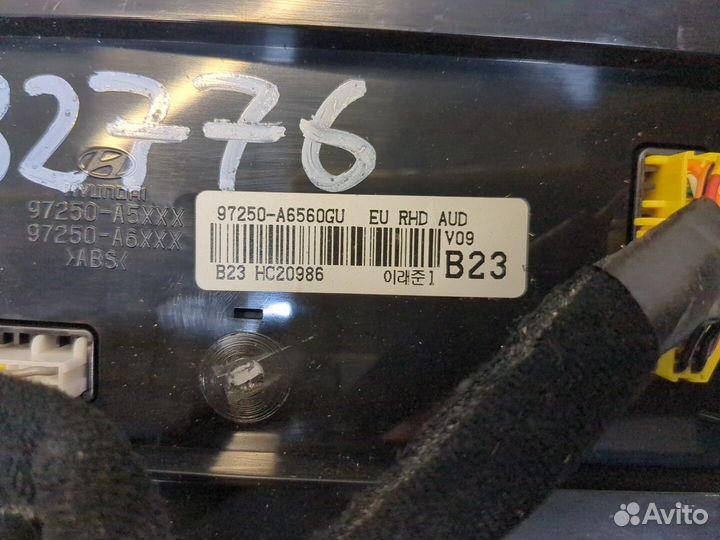 32776
HYUNDAI
97250-A5XXX
97250-A6XXX
>ABS<
97250-A6560GU EU RHD AUD
V09
B23 HC20986 이래준1 B23
Avito